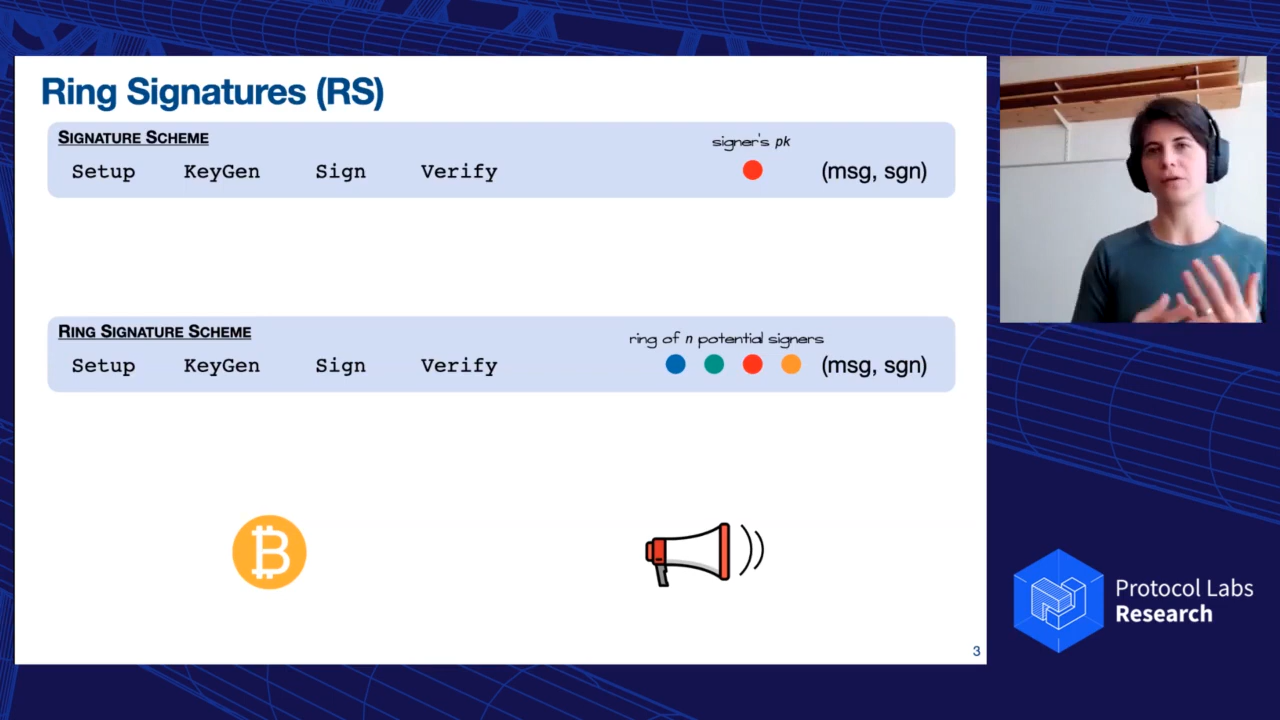 Ring Signatures (RS)
SIGNATURE SCHEME
signer's pk
Setup KeyGen Sign Verify (msg, sgn)
RING SIGNATURE SCHEME
ring of n potential signers
Setup KeyGen Sign Verify (msg, sgn)
3
Protocol Labs
Research